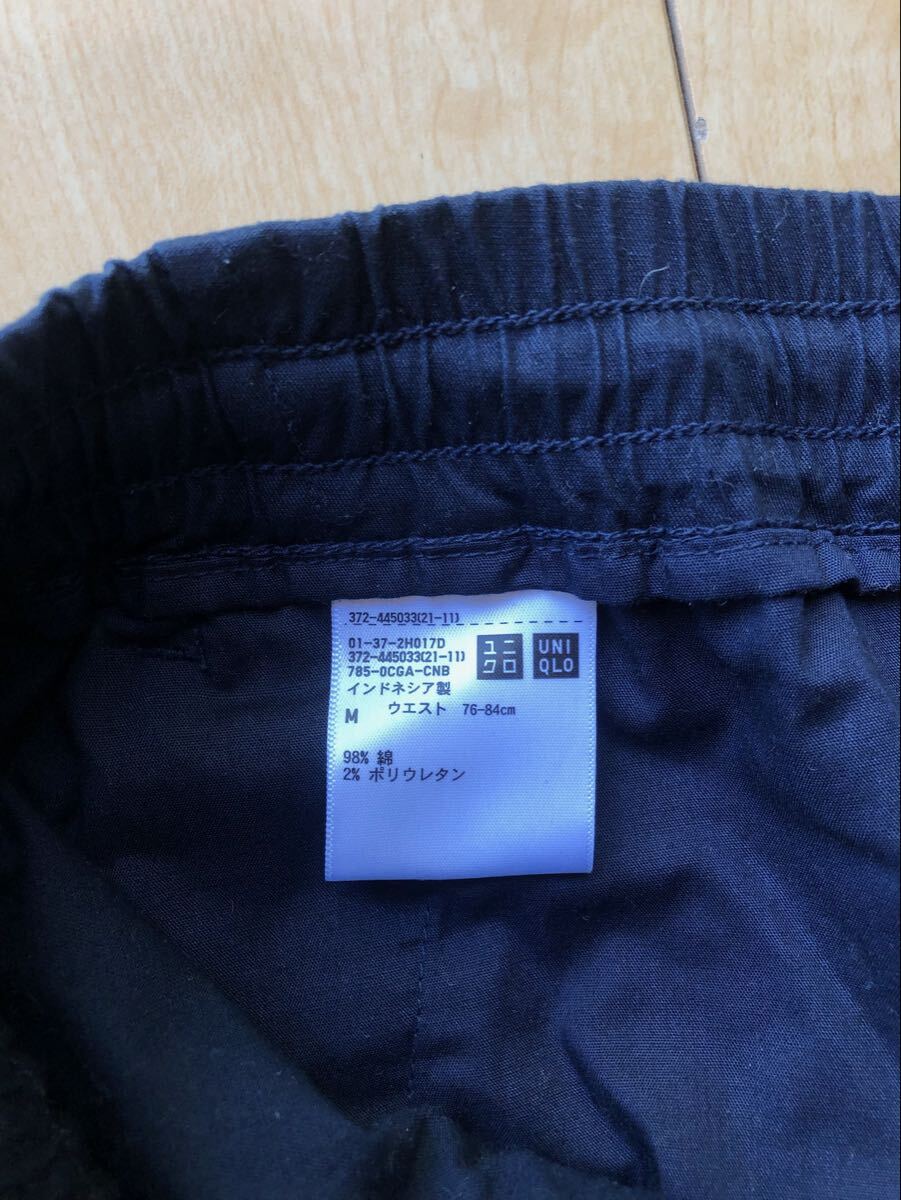 372-445033(21-11)
01-37-2H017D
372-445033(21-11)
785-0CGA-CNB
ユニ
クロ
UNI
QLO
インドネシア製
M ウエスト 76-84cm
98% 綿
2% ポリウレタン